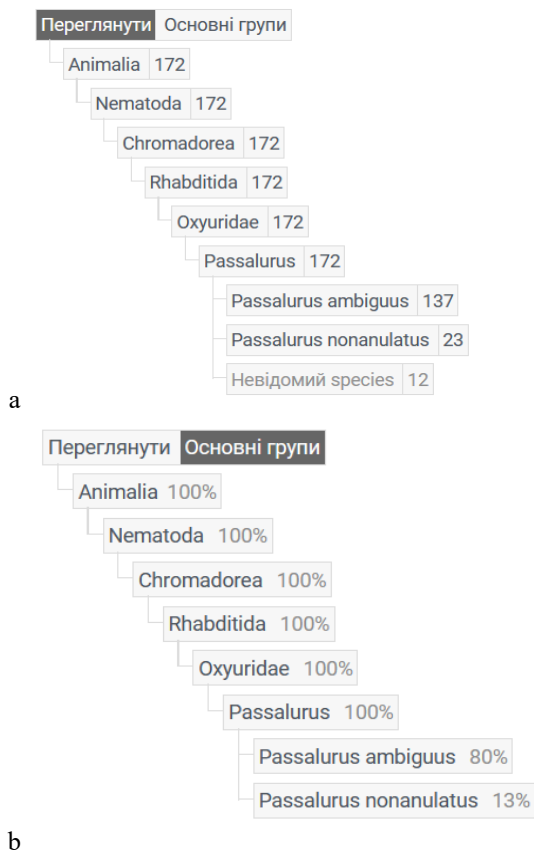 Переглянути Основні групи
Animalia 172
Nematoda 172
Chromadorea 172
Rhabditida 172
Oxyuridae 172
Passalurus 172
Passalurus ambiguus 137
Passalurus nonanulatus 23
Невідомий species 12
a
Переглянути Основні групи
Animalia 100%
Nematoda 100%
Chromadorea 100%
Rhabditida 100%
Oxyuridae 100%
Passalurus 100%
Passalurus ambiguus 80%
Passalurus nonanulatus 13%
b